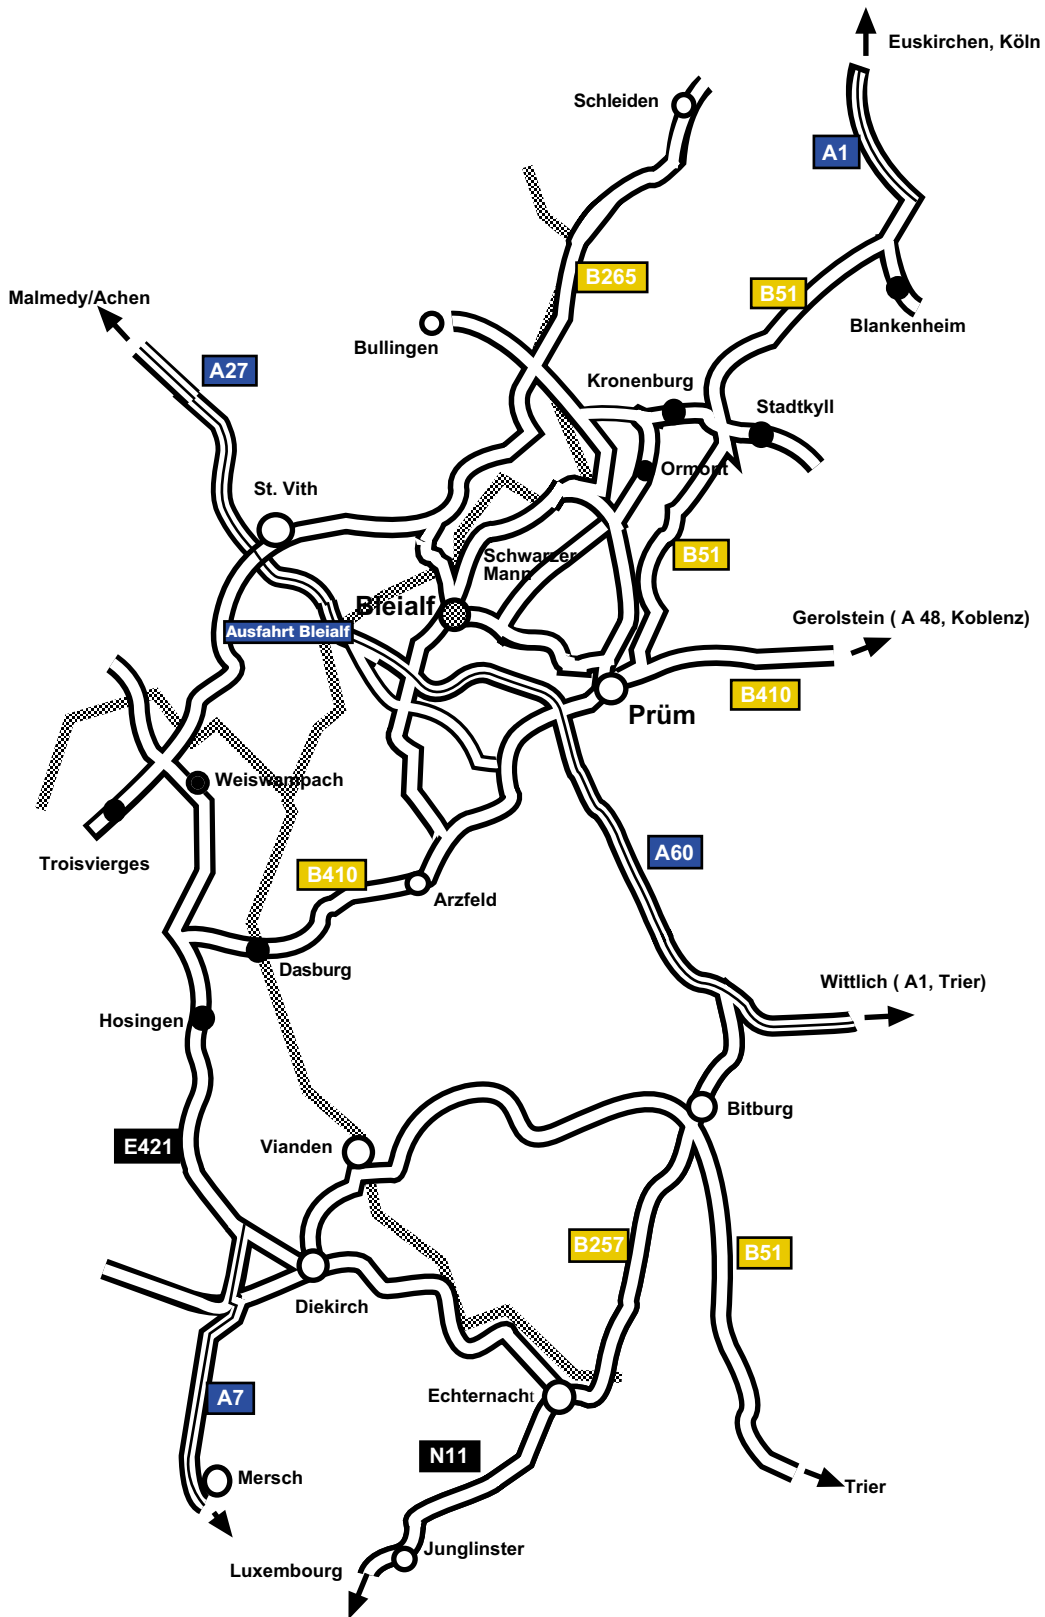 Euskirchen, Köln
Schleiden
A1
B265
B51
Malmedy/Achen
Blankenheim
Bullingen
A27
Kronenburg
Stadtkyll
Ormont
St. Vith
Schwarzer
Mann
B51
Bleialf
Gerolstein ( A 48, Koblenz)
Ausfahrt Bleialf
B410
Prüm
Weiswampach
Troisvierges
A60
B410
Arzfeld
Dasburg
Wittlich ( A1, Trier)
Hosingen
Bitburg
E421
Vianden
B257
B51
Diekirch
A7
Echternacht
N11
Mersch
Trier
Junglinster
Luxembourg